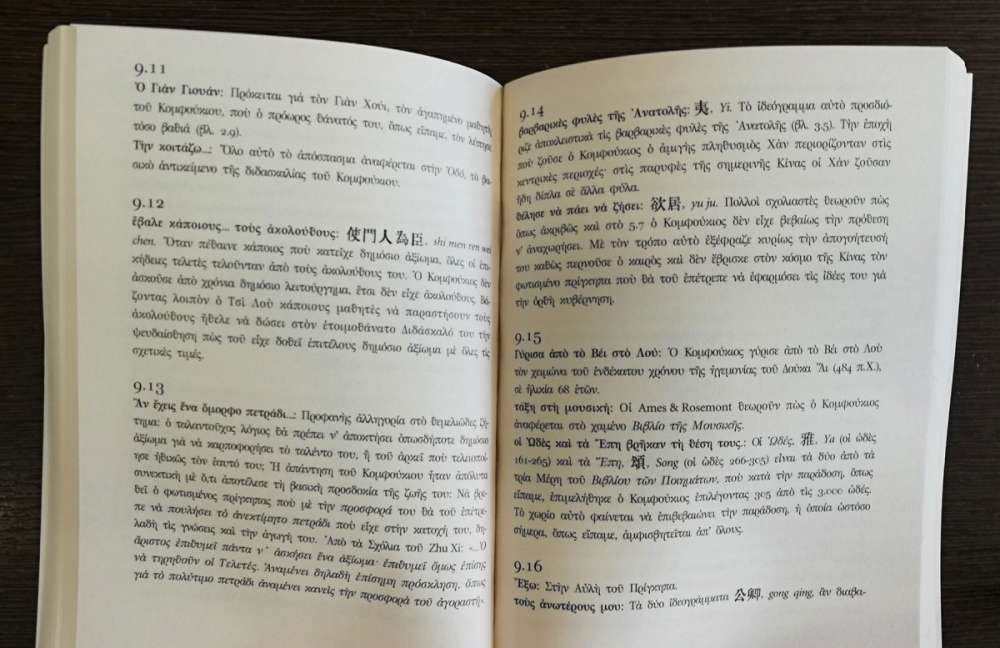 9.11
Ὁ Γιὰν Γιουάν: Πρόκειται γιὰ τὸν Γιὰν Χούι, τὸν ἀγαπημένο μαθητὴ
τοῦ Κομφούκιου, ποὺ ὁ πρόωρος θάνατός του, ὅπως εἴπαμε, τὸν λύπησε
τόσο βαθιὰ (βλ. 2.9).
Τὴν κοιτάζω...: Ὅλο αὐτὸ τὸ ἀπόσπασμα ἀναφέρεται στὴν Ὁδό, τὸ βα-
σικὸ ἀντικείμενο τῆς διδασκαλίας τοῦ Κομφούκιου.
9.12
ἔβαλε κάποιους... τοὺς ἀκολούθους: 使門人為臣, shi men ren wei
chen. Ὅταν πέθαινε κάποιος ποὺ κατεῖχε δημόσιο ἀξίωμα, ὅλες οἱ ἐπι-
κήδειες τελετὲς τελοῦνταν ἀπὸ τοὺς ἀκολούθους του. Ὁ Κομφούκιος δὲν
ἀσκοῦσε ἀπὸ χρόνια δημόσιο λειτούργημα, ἔτσι δὲν εἶχε ἀκολούθους. Βά-
ζοντας λοιπὸν ὁ Τσὶ Λοὺ κάποιους μαθητὲς νὰ παραστήσουν τοὺς
ἀκολούθους ἤθελε νὰ δώσει στὸν ἑτοιμοθάνατο Διδάσκαλό του τὴν
ψευδαίσθηση πὼς τοῦ εἶχε δοθεῖ ἐπιτέλους δημόσιο ἀξίωμα μὲ ὅλες τὶς
σχετικὲς τιμές.
9.13
Ἂν ἔχεις ἕνα ὄμορφο πετράδι...: Προφανὴς ἀλληγορία στὸ θεμελιῶδες ζή-
τημα: ὁ ταλαντοῦχος λόγιος θὰ πρέπει ν' ἀποκτήσει ὁπωσδήποτε δημόσιο
ἀξίωμα γιὰ νὰ καρποφορήσει τὸ ταλέντο του, ἢ τοῦ ἀρκεῖ ποὺ τελειοποί-
ησε ἠθικῶς τὸν ἑαυτό του; Ἡ ἀπάντηση τοῦ Κομφούκιου ἦταν ἀπόλυτα
συνεκτικὴ μὲ ὅ,τι ἀποτέλεσε τὴ βασικὴ προσδοκία τῆς ζωῆς του: Νὰ βρε-
θεῖ ὁ φωτισμένος πρίγκηπας ποὺ μὲ τὴν προσφορά του θὰ τοῦ ἐπέτρε-
πε νὰ πουλήσει τὸ ἀνεκτίμητο πετράδι ποὺ εἶχε στὴν κατοχή του, δη-
λαδὴ τὶς γνώσεις καὶ τὴν ἀγωγή του. Ἀπὸ τὰ Σχόλια τοῦ Zhu Xi: «...Ὁ
ἄριστος ἐπιθυμεῖ πάντα ν' ἀσκήσει ἕνα ἀξίωμα· ἐπιθυμεῖ ὅμως ἐπίσης
νὰ τηρηθοῦν οἱ Τελετές. Ἀναμένει δηλαδὴ ἐπίσημη πρόσκληση, ὅπως
γιὰ τὸ πολύτιμο πετράδι ἀναμένει κανεὶς τὴν προσφορὰ τοῦ ἀγοραστῆ».
9.14
βαρβαρικὲς φυλὲς τῆς Ἀνατολῆς: 夷, Yi. Τὸ ἰδεόγραμμα αὐτὸ προσδιό-
ριζε ἀποκλειστικὰ τὶς βαρβαρικὲς φυλὲς τῆς Ἀνατολῆς (βλ. 3.5). Τὴν ἐποχὴ
ποὺ ζοῦσε ὁ Κομφούκιος ὁ ἀμιγὴς πληθυσμὸς Χὰν περιορίζονταν στὶς
κεντρικὲς περιοχές· στὶς παρυφὲς τῆς σημερινῆς Κίνας οἱ Χὰν ζοῦσαν
ἤδη δίπλα σὲ ἄλλα φύλα.
θέλησε νὰ πάει νὰ ζήσει: 欲居, yu ju. Πολλοὶ σχολιαστὲς θεωροῦν πὼς
ὅπως ἀκριβῶς καὶ στὸ 5.7 ὁ Κομφούκιος δὲν εἶχε βεβαίως τὴν πρόθεση
ν' ἀναχωρήσει. Μὲ τὸν τρόπο αὐτὸ ἐξέφραζε κυρίως τὴν ἀπογοήτευσή
του καθὼς περνοῦσε ὁ καιρὸς καὶ δὲν ἔβρισκε στὸν κόσμο τῆς Κίνας τὸν
φωτισμένο πρίγκηπα ποὺ θὰ τοῦ ἐπέτρεπε νὰ ἐφαρμόσει τὶς ἰδέες του γιὰ
τὴν ὀρθὴ κυβέρνηση.
9.15
Γύρισα ἀπὸ τὸ Βέι στὸ Λού: Ὁ Κομφούκιος γύρισε ἀπὸ τὸ Βέι στὸ Λοὺ
τὸν χειμώνα τοῦ ἑνδέκατου χρόνου τῆς ἡγεμονίας τοῦ Δούκα Ἂι (484 π.Χ.),
σὲ ἡλικία 68 ἐτῶν.
τάξη στὴ μουσική: Οἱ Ames & Rosemont θεωροῦν πὼς ὁ Κομφούκιος
ἀναφέρεται στὸ χαμένο Βιβλίο τῆς Μουσικῆς.
οἱ Ὠδὲς καὶ τὰ Ἔπη βρῆκαν τὴ θέση τους.: Οἱ Ὠδές, 雅, Ya (οἱ ὠδὲς
161-265) καὶ τὰ Ἔπη, 頌, Song (οἱ ὠδὲς 266-305) εἶναι τὰ δύο ἀπὸ τὰ
τρία Μέρη τοῦ Βιβλίου τῶν Ποιημάτων, ποὺ κατὰ τὴν παράδοση, ὅπως
εἴπαμε, ἐπιμελήθηκε ὁ Κομφούκιος ἐπιλέγοντας 305 ἀπὸ τὶς 3.000 ὠδές.
Τὸ χωρίο αὐτὸ φαίνεται νὰ ἐπιβεβαιώνει τὴν παράδοση, ἡ ὁποία ὡστόσο
σήμερα, ὅπως εἴπαμε, ἀμφισβητεῖται ἀπ' ὅλους.
9.16
Ἔξω: Στὴν Αὐλὴ τοῦ Πρίγκηπα.
τοὺς ἀνωτέρους μου: Τὰ δύο ἰδεογράμματα 公卿, gong qing, ἂν διαβα-